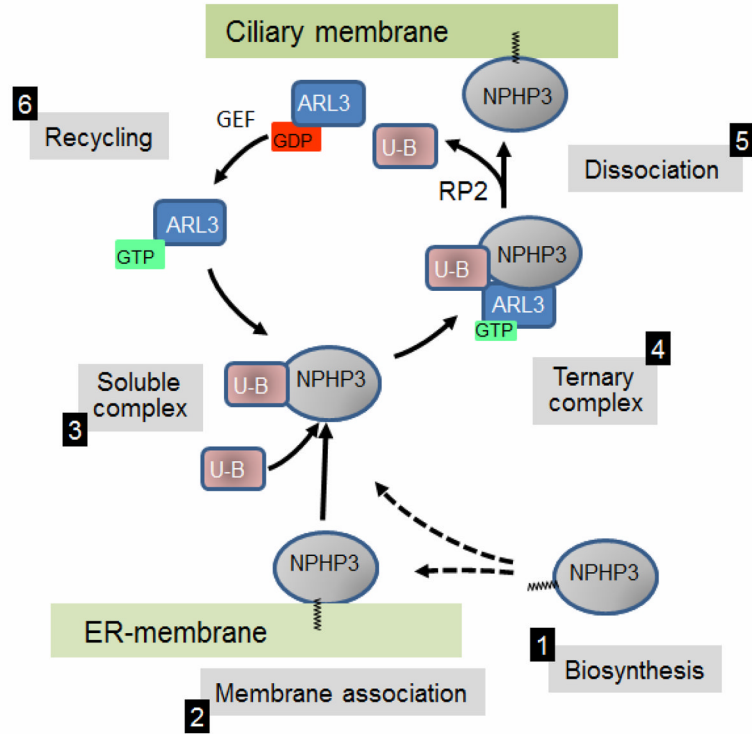 Ciliary membrane
6
Recycling
GEF
ARL3
GDP
NPHP3
U-B
RP2
5
Dissociation
ARL3
GTP
NPHP3
U-B
ARL3
GTP
4
Ternary
complex
Soluble
complex
3
U-B
NPHP3
U-B
NPHP3
NPHP3
ER-membrane
1
Biosynthesis
Membrane association
2